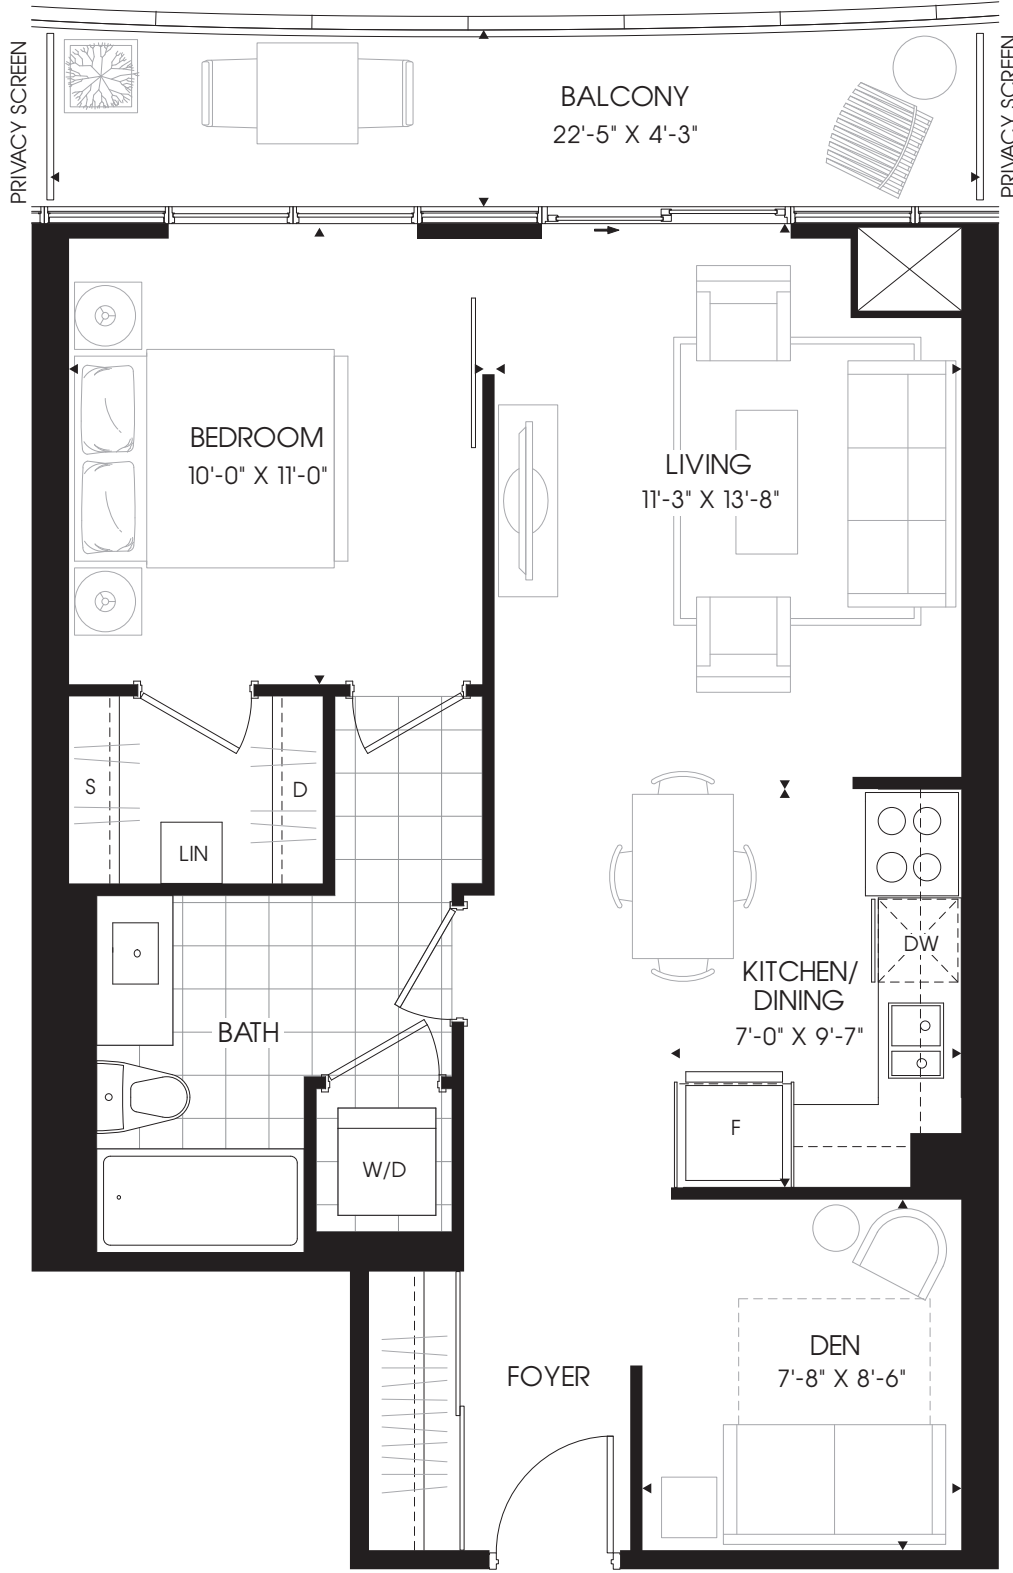 PRIVACY SCREEN
BALCONY
22'-5" X 4'-3"
PRIVACY SCREEN
BEDROOM
10'-0" X 11'-0"
LIVING
11'-3" X 13'-8"
S
D
LIN
DW
KITCHEN/
DINING
7'-0" X 9'-7"
BATH
F
W/D
DEN
7'-8" X 8'-6"
FOYER